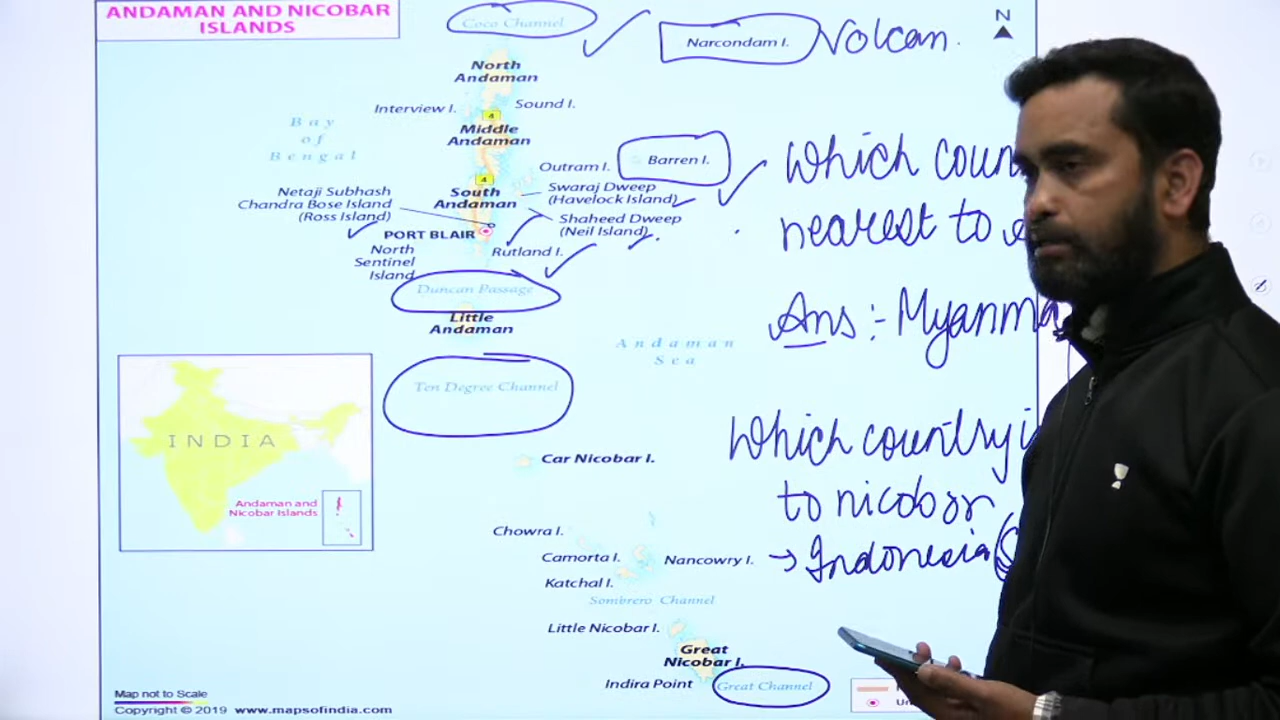 ANDAMAN AND NICOBAR
ISLANDS
Coco Channel
Narcondam I.
Volcan.
N
North
Andaman
Interview I.
Sound I.
4
Middle
Andaman
Bay
of
Bengal
Outram I.
Barren I.
which
4
South
Andaman
Swaraj Dweep
(Havelock Island)
Netaji Subhash
Chandra Bose Island
(Ross Island)
Shaheed Dweep
(Neil Island)
nearest to
PORT BLAIR
Rutland I.
North
Sentinel
Island
Duncan Passage
Little
Andaman
Ans :- Myanma
Andaman
Sea
Ten Degree Channel
INDIA
Andaman and
Nicobar Islands
Car Nicobar I.
Which country i
to nicobar
→ Indonesia (S
Chowra I.
Camorta I.
Nancowry I.
Katchal I.
Sombrero Channel
Little Nicobar I.
Great
Nicobar I.
Indira Point
Great Channel
Map not to Scale
Copyright © 2019 www.mapsofindia.com